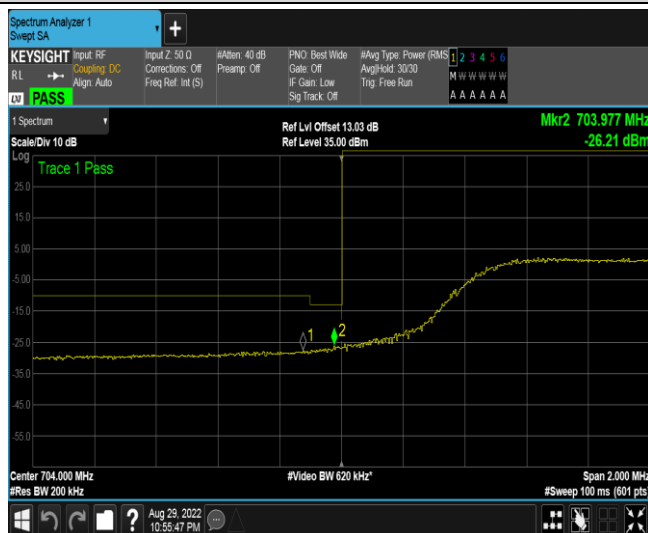 Spectrum Analyzer 1
Swept SA
+
KEYSIGHT
RL
LXI PASS
Input: RF
Coupling: DC
Align: Auto
Input Z: 50 Ω
Corrections: Off
Freq Ref: Int (S)
#Atten: 40 dB
Preamp: Off
PNO: Best Wide
Gate: Off
IF Gain: Low
Sig Track: Off
#Avg Type: Power (RMS
Avg|Hold: 30/30
Trig: Free Run
1 2 3 4 5 6
M W W W W W
A A A A A A
1 Spectrum
Scale/Div 10 dB
Ref Lvl Offset 13.03 dB
Ref Level 35.00 dBm
Mkr2 703.977 MHz
-26.21 dBm
Log
Trace 1 Pass
25.0
15.0
5.00
-5.00
-15.0
-25.0
-35.0
-45.0
-55.0
1
2
Center 704.000 MHz
#Res BW 200 kHz
#Video BW 620 kHz*
Span 2.000 MHz
#Sweep 100 ms (601 pts)
?
Aug 29, 2022
10:55:47 PM